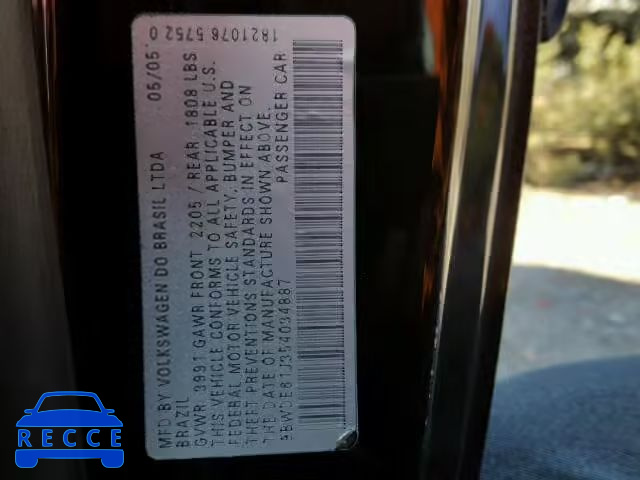 MFD BY VOLKSWAGEN DO BRASIL LTDA 05/05
BRAZIL
GVWR 3991 GAWR FRONT 2205 / REAR 1808 LBS
THIS VEHICLE CONFORMS TO ALL APPLICABLE U.S.
FEDERAL MOTOR VEHICLE SAFETY, BUMPER AND
THEFT PREVENTIONS STANDARDS IN EFFECT ON
THE DATE OF MANUFACTURE SHOWN ABOVE.
9BWDE61J354034887 PASSENGER CAR
1821076 5752 0
RECCE